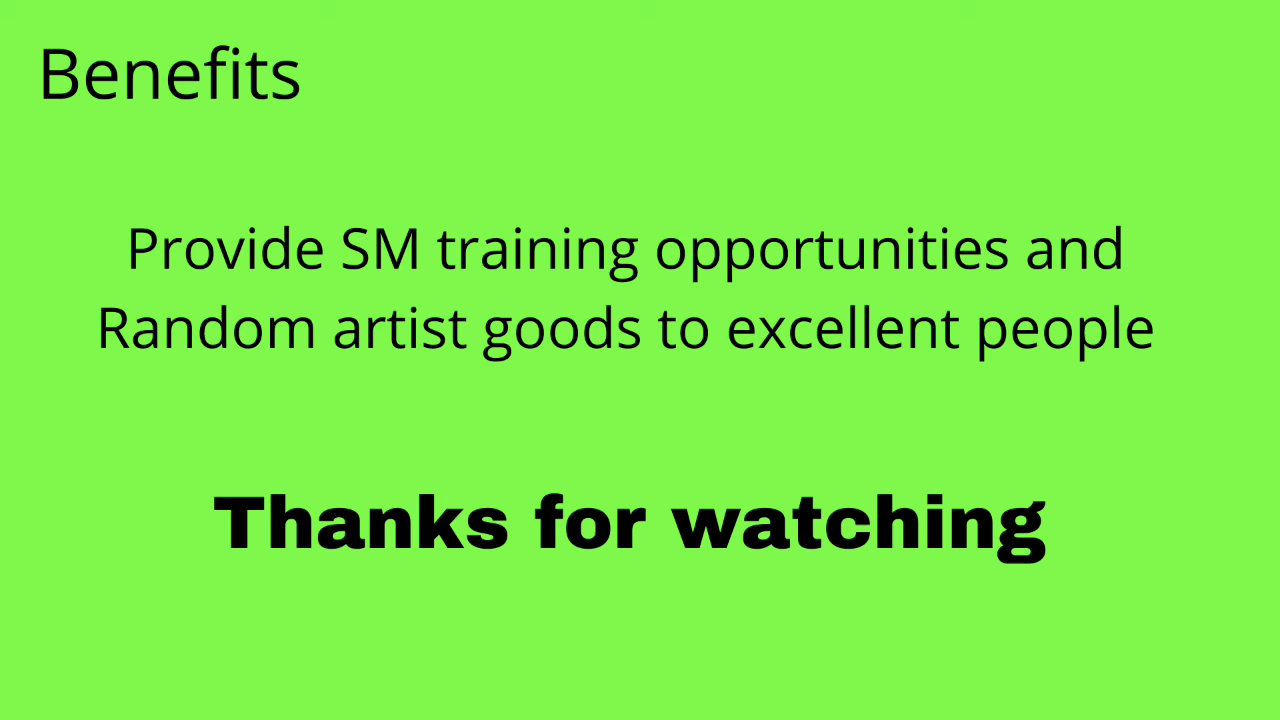 Benefits
Provide SM training opportunities and
Random artist goods to excellent people
Thanks for watching